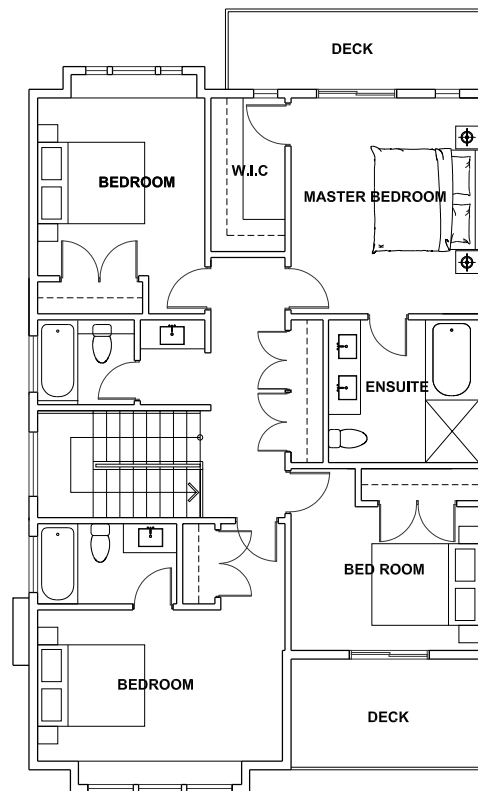 DECK
BEDROOM
W.I.C
MASTER BEDROOM
ENSUITE
BED ROOM
BEDROOM
DECK